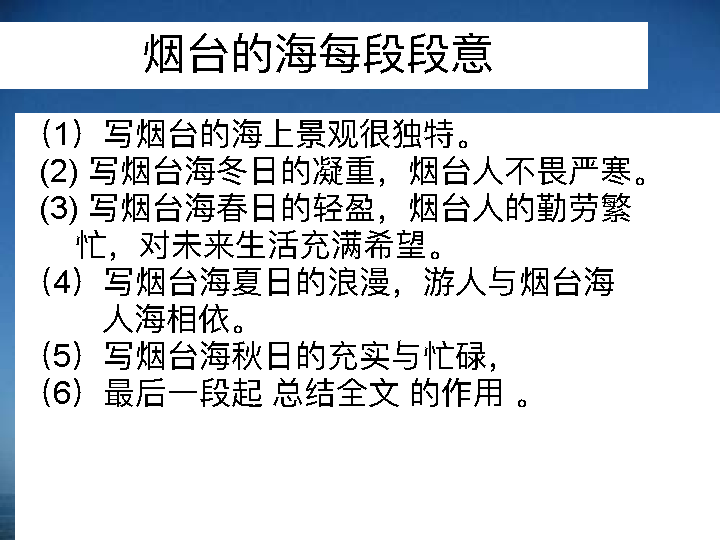 烟台的海每段段意
（1）写烟台的海上景观很独特。
(2) 写烟台海冬日的凝重，烟台人不畏严寒。
(3) 写烟台海春日的轻盈，烟台人的勤劳繁
忙，对未来生活充满希望。
（4）写烟台海夏日的浪漫，游人与烟台海
人海相依。
（5）写烟台海秋日的充实与忙碌，
（6）最后一段起 总结全文 的作用 。